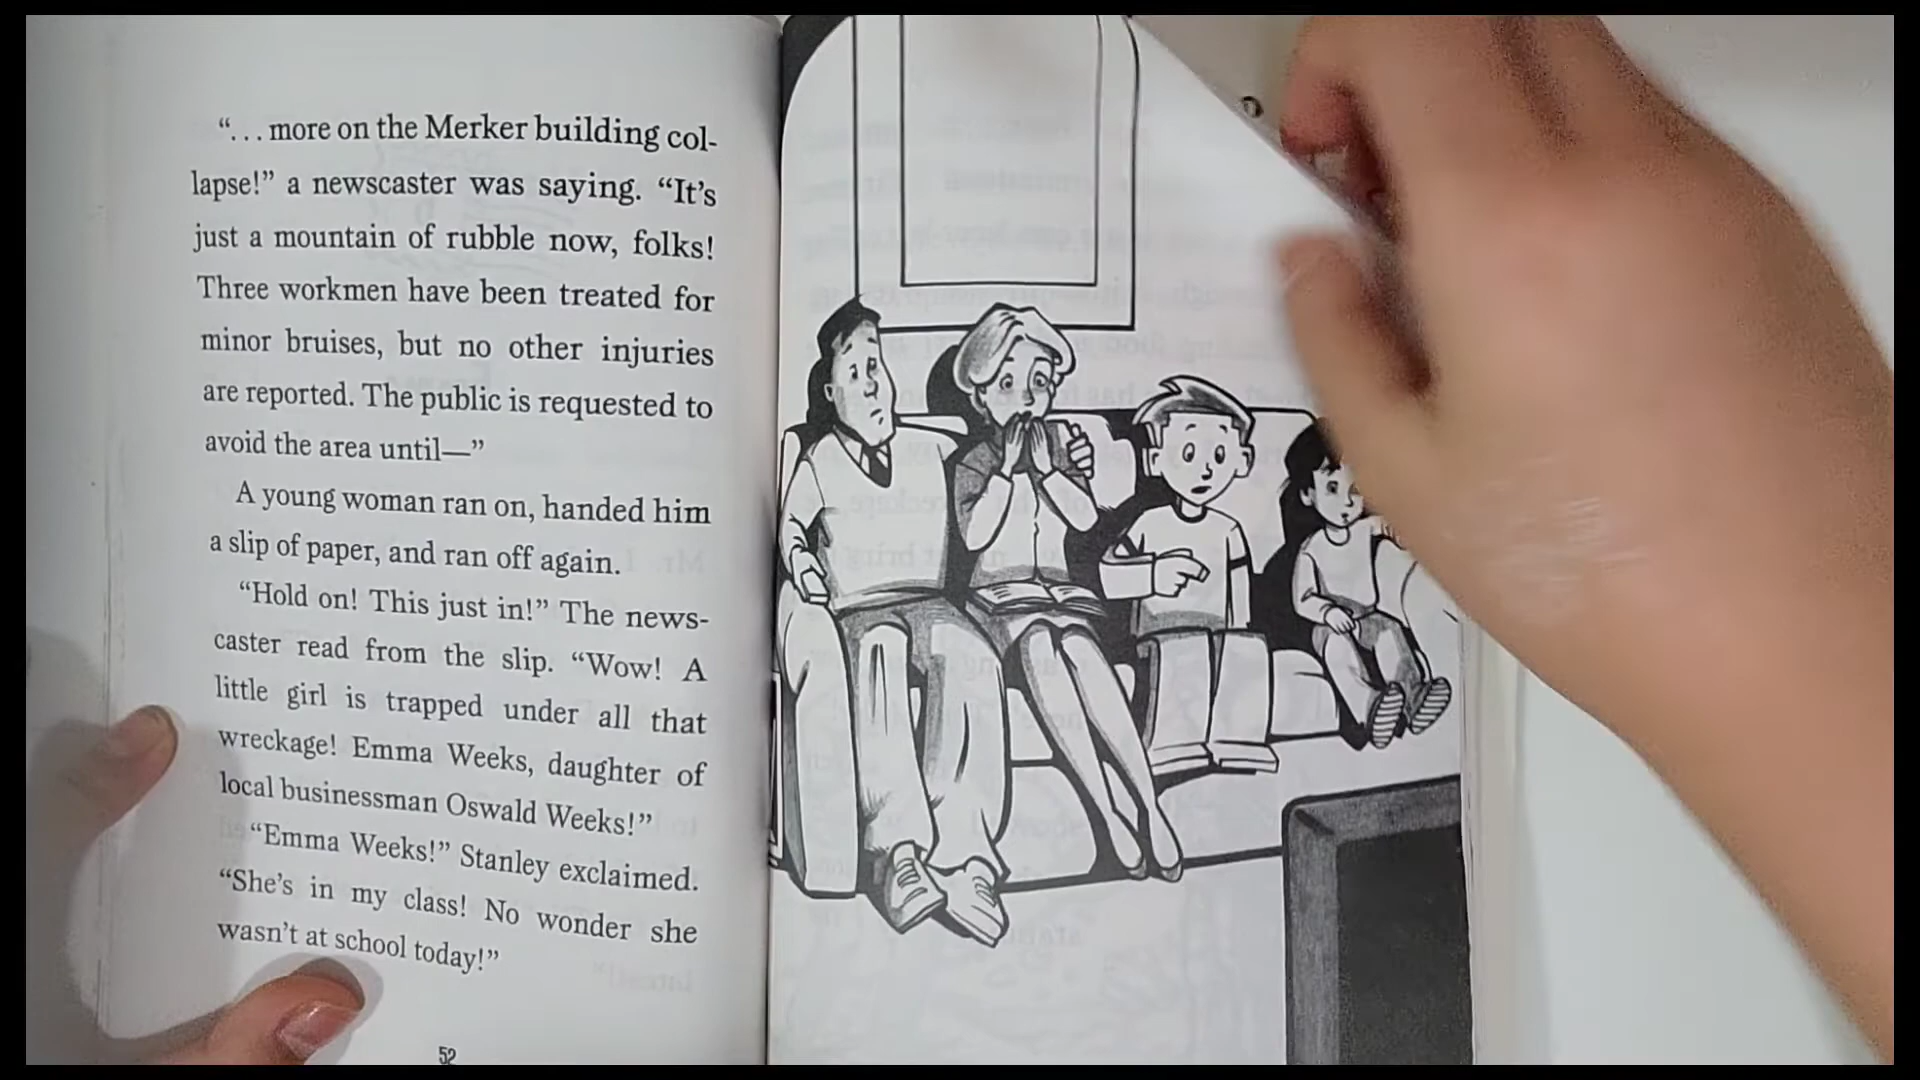 “. . . more on the Merker building col-
lapse!” a newscaster was saying. “It’s
just a mountain of rubble now, folks!
Three workmen have been treated for
minor bruises, but no other injuries
are reported. The public is requested to
avoid the area until—”
A young woman ran on, handed him
a slip of paper, and ran off again.
“Hold on! This just in!” The news-
caster read from the slip. “Wow! A
little girl is trapped under all that
wreckage! Emma Weeks, daughter of
local businessman Oswald Weeks!”
“Emma Weeks!” Stanley exclaimed.
“She’s in my class! No wonder she
wasn’t at school today!”
52